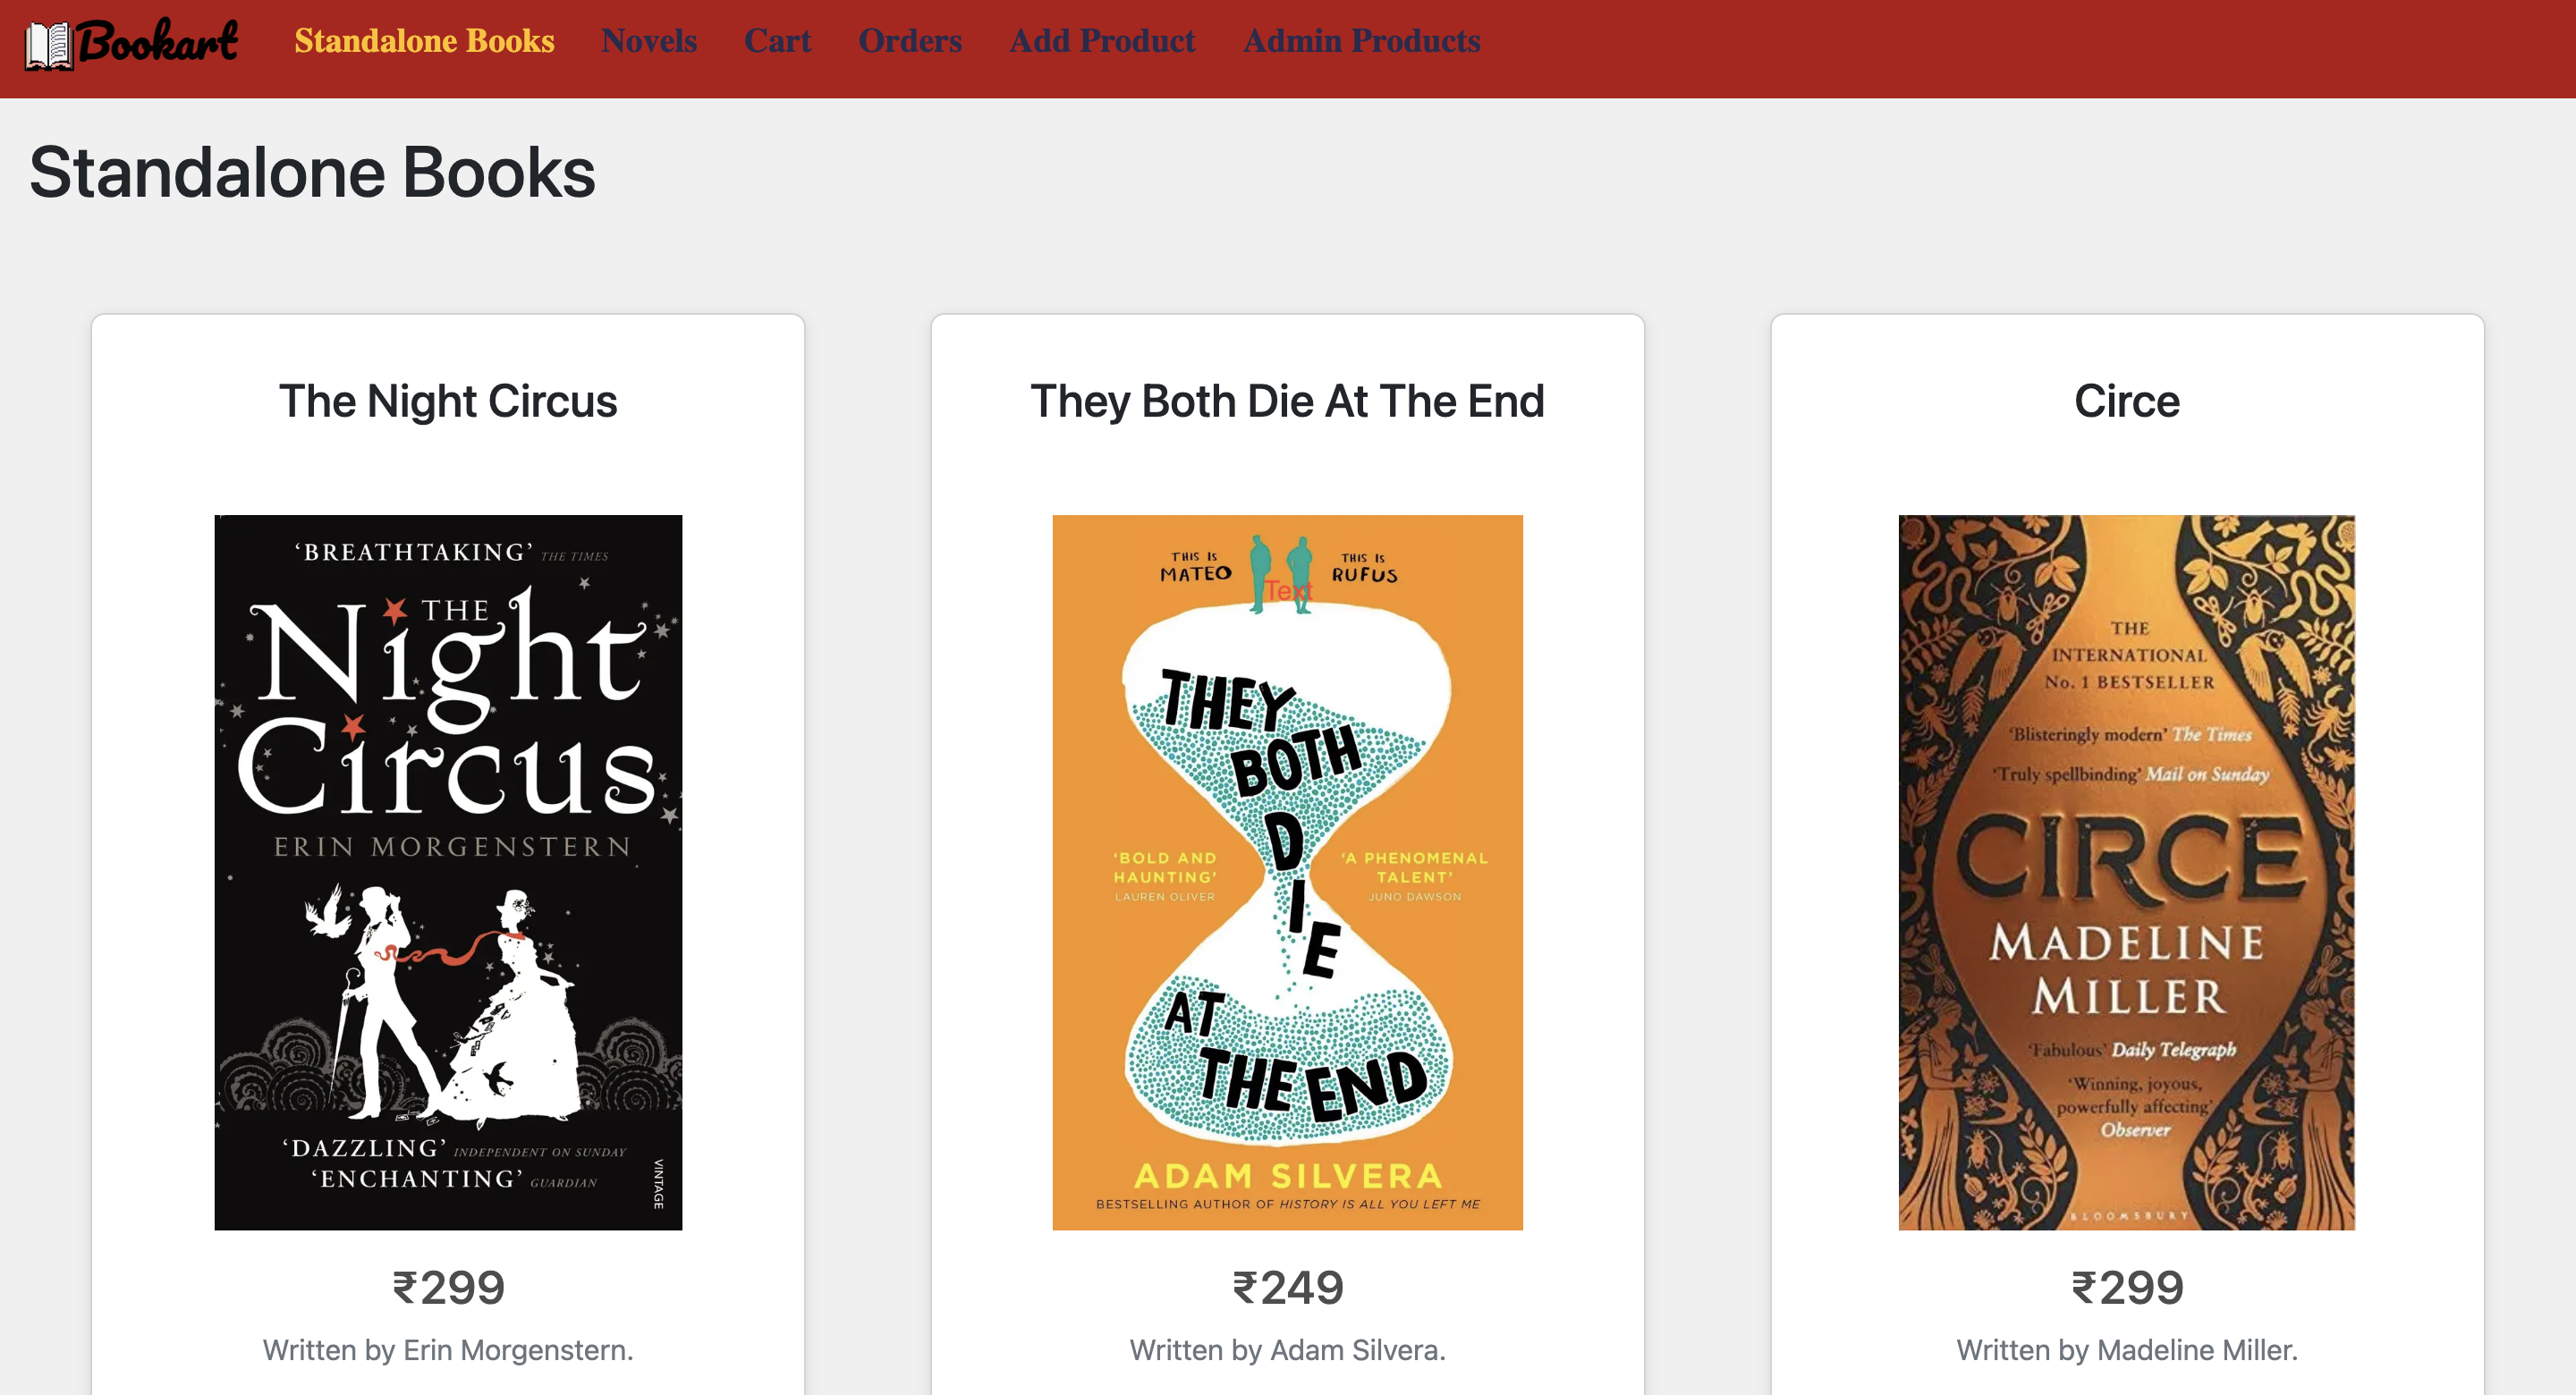 Bookart
Standalone Books Novels Cart Orders Add Product Admin Products
Standalone Books
The Night Circus
‘BREATHTAKING’ THE TIMES
THE
Night
Circus
ERIN MORGENSTERN
‘DAZZLING’ INDEPENDENT ON SUNDAY
‘ENCHANTING’ GUARDIAN
VINTAGE
₹299
Written by Erin Morgenstern.
They Both Die At The End
THIS IS
MATEO
THIS IS
RUFUS
Text
THEY
BOTH
DIE
AT
THE END
‘BOLD AND
HAUNTING’
LAUREN OLIVER
‘A PHENOMENAL
TALENT’
JUNO DAWSON
ADAM SILVERA
BESTSELLING AUTHOR OF HISTORY IS ALL YOU LEFT ME
₹249
Written by Adam Silvera.
Circe
THE
INTERNATIONAL
No. 1 BESTSELLER
‘Blisteringly modern’ The Times
‘Truly spellbinding’ Mail on Sunday
CIRCE
MADELINE
MILLER
‘Fabulous’ Daily Telegraph
‘Winning, joyous,
powerfully affecting’
Observer
BLOOMSBURY
₹299
Written by Madeline Miller.